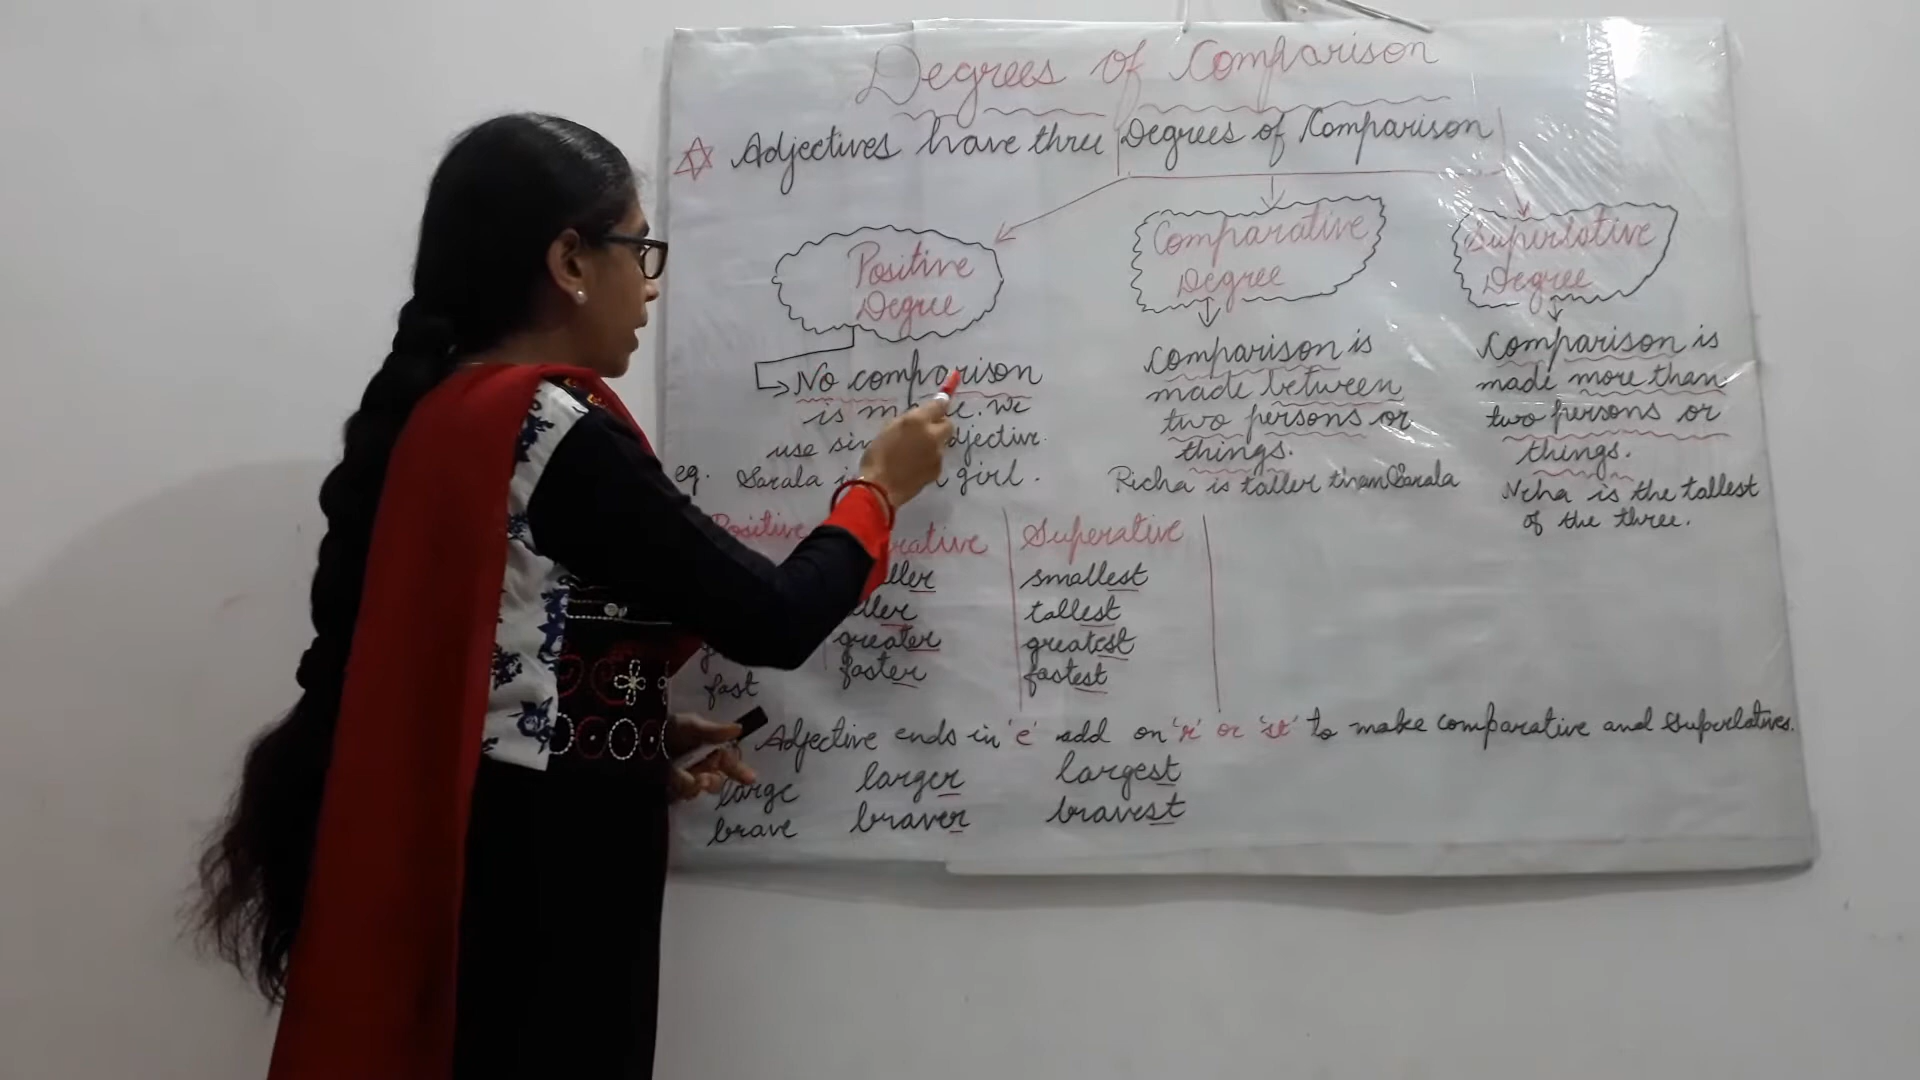 Degrees of Comparison
Adjectives have three Degrees of Comparison
Positive
Degree
Comparative
Degree
Superlative
Degree
No comparison
is We
use
eg. Sarala girl.
Comparison is
made between
two persons or
things.
Richa is taller than Sarala
Comparison is
made more than
two persons or
things.
Neha is the tallest
of the three.
Positive Superative
smallest
tallest
greater greatest
fast faster fastest
Adjective ends in 'e' add on 'r' or 'st' to make comparative and superlatives.
large larger largest
brave braver bravest